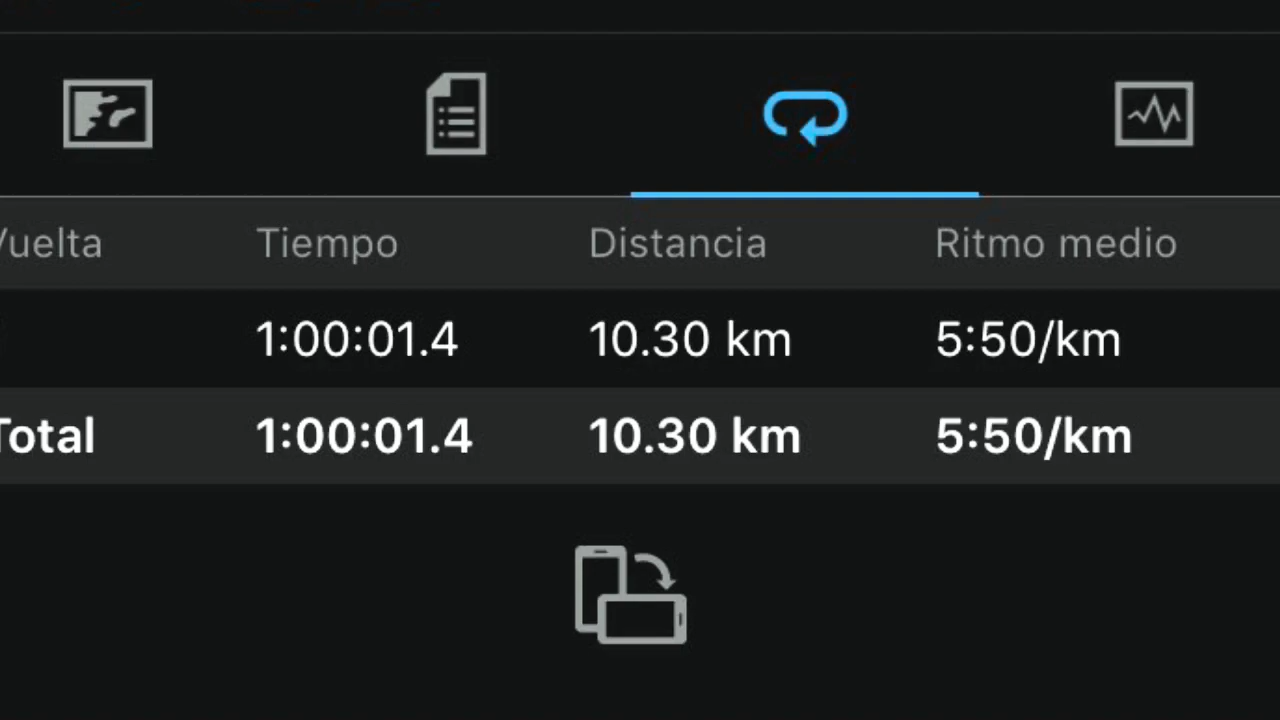 Vuelta Tiempo Distancia Ritmo medio
1:00:01.4 10.30 km 5:50/km
Total 1:00:01.4 10.30 km 5:50/km